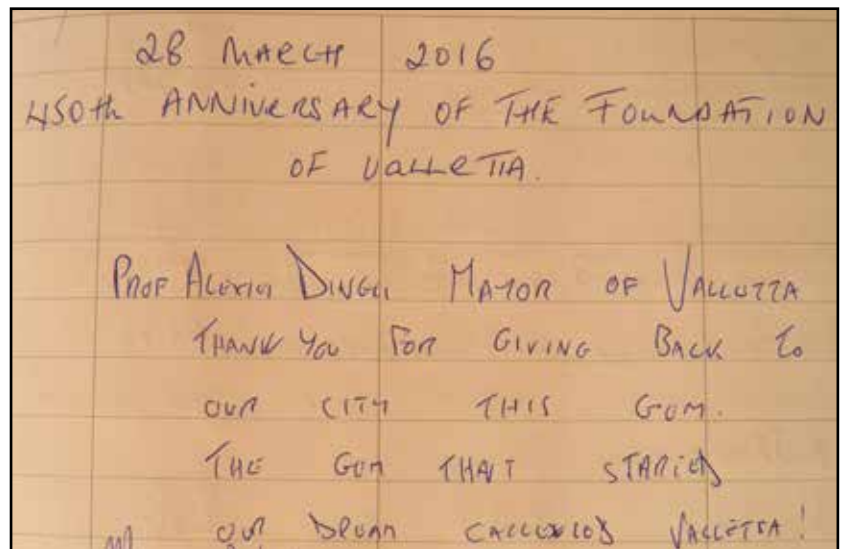 28 MARCH 2016
450th ANNIVERSARY OF THE FOUNDATION
OF VALLETTA.
PROF ALEXIEI DINGLI MAYOR OF VALLETTA
THANK YOU FOR GIVING BACK TO
OUR CITY THIS GEM.
THE GEM THAT STARTED
OUR DREAM CALLED VALLETTA!